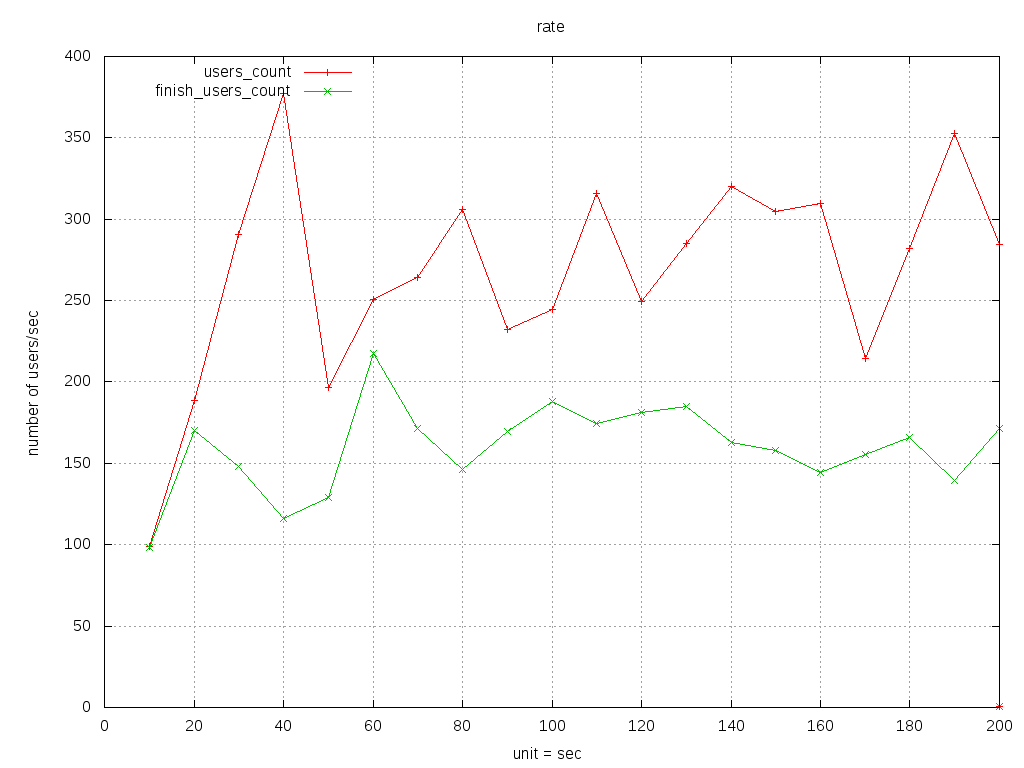 rate
users_count
finish_users_count
400
350
300
250
200
150
100
50
0
number of users/sec
0 20 40 60 80 100 120 140 160 180 200
unit = sec